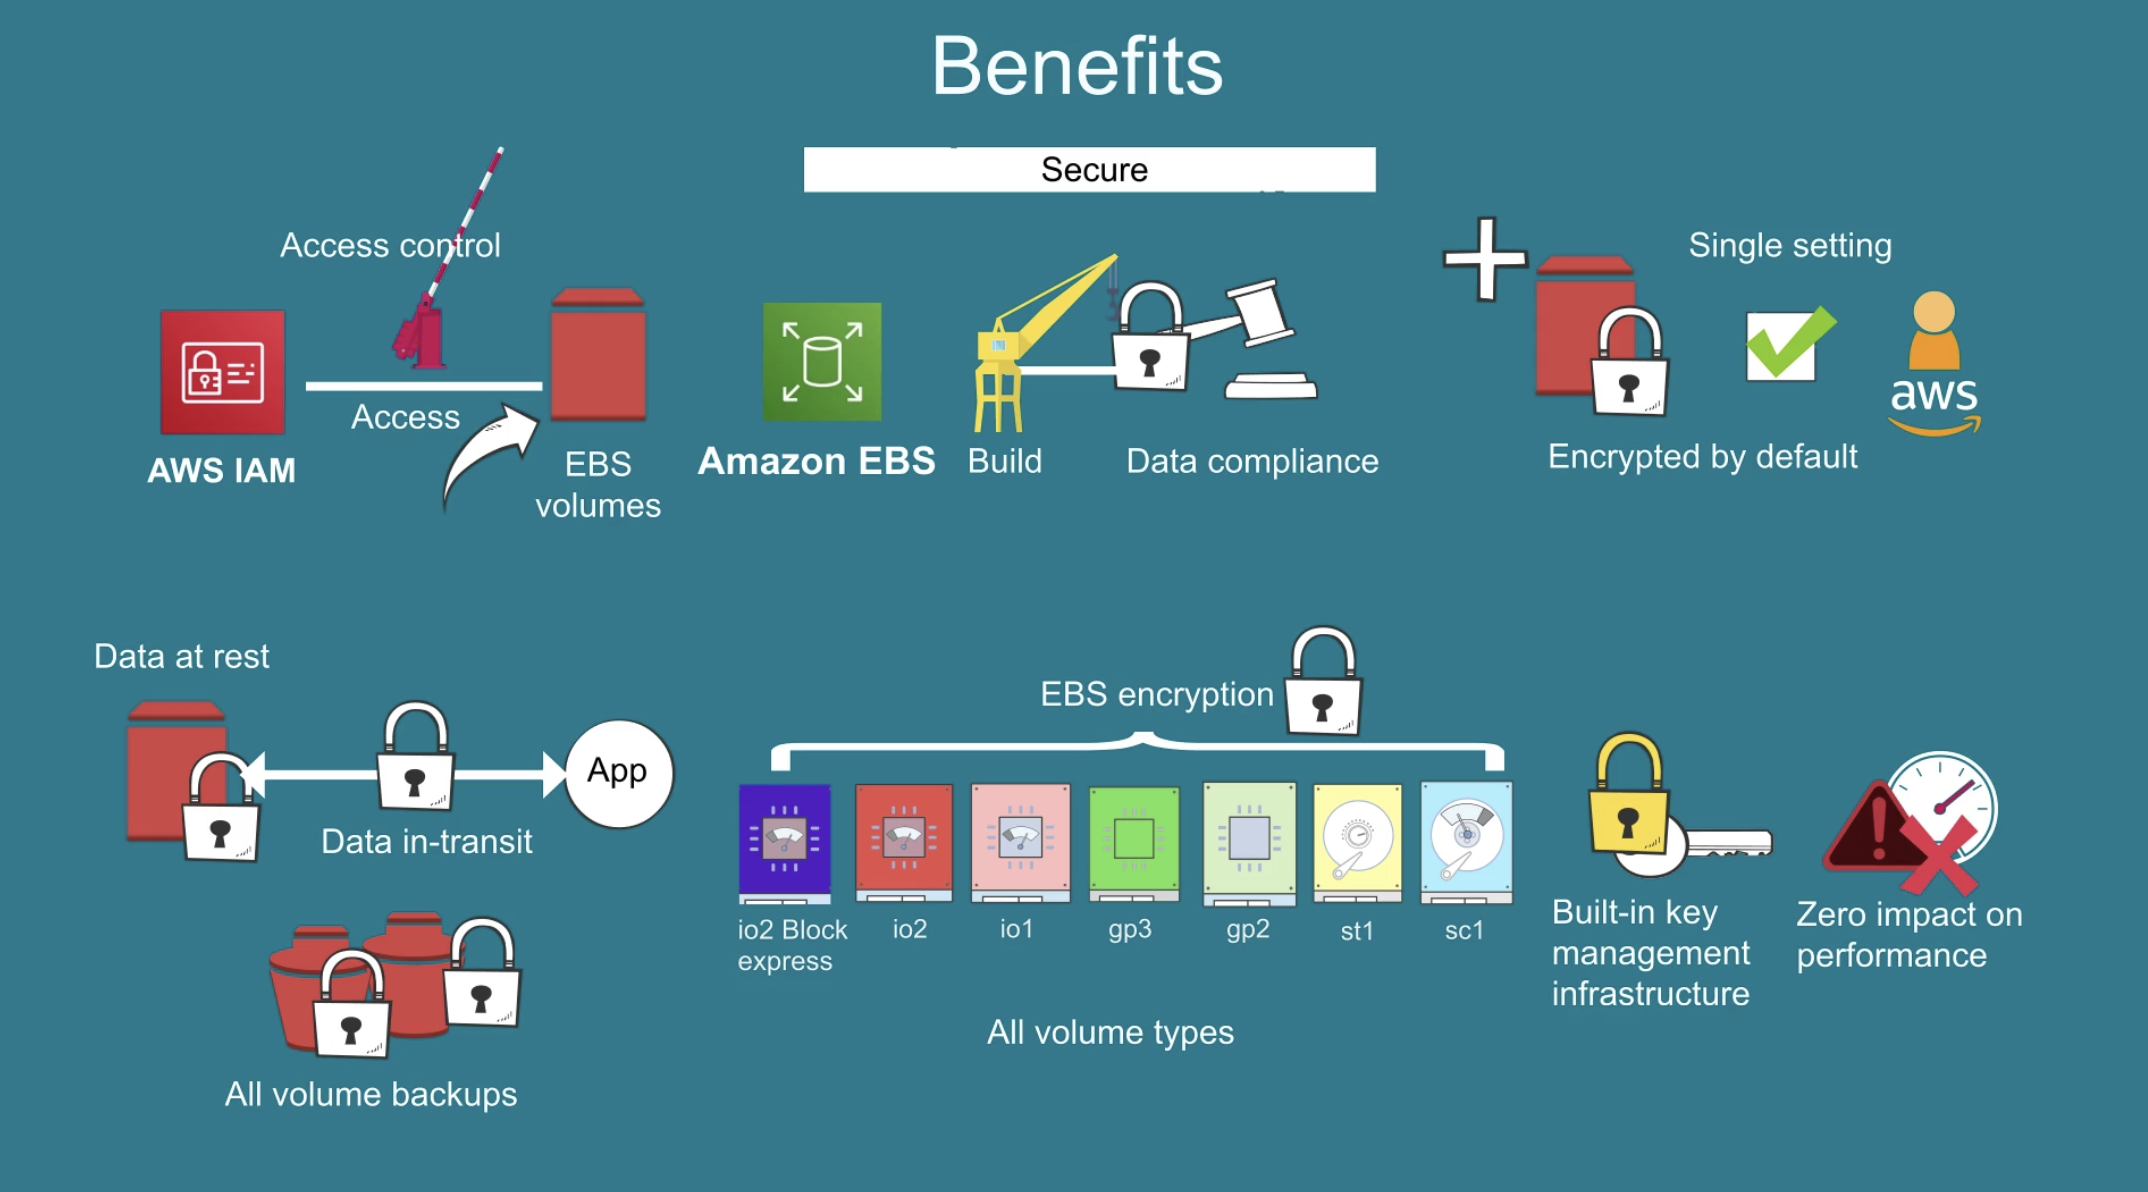 Benefits
Secure
Access control
Access
AWS IAM
EBS
volumes
Amazon EBS
Build
Data compliance
Single setting
aws
Encrypted by default
Data at rest
App
Data in-transit
All volume backups
EBS encryption
io2 Block
express
io2
io1
gp3
gp2
st1
sc1
All volume types
Built-in key
management
infrastructure
Zero impact on
performance